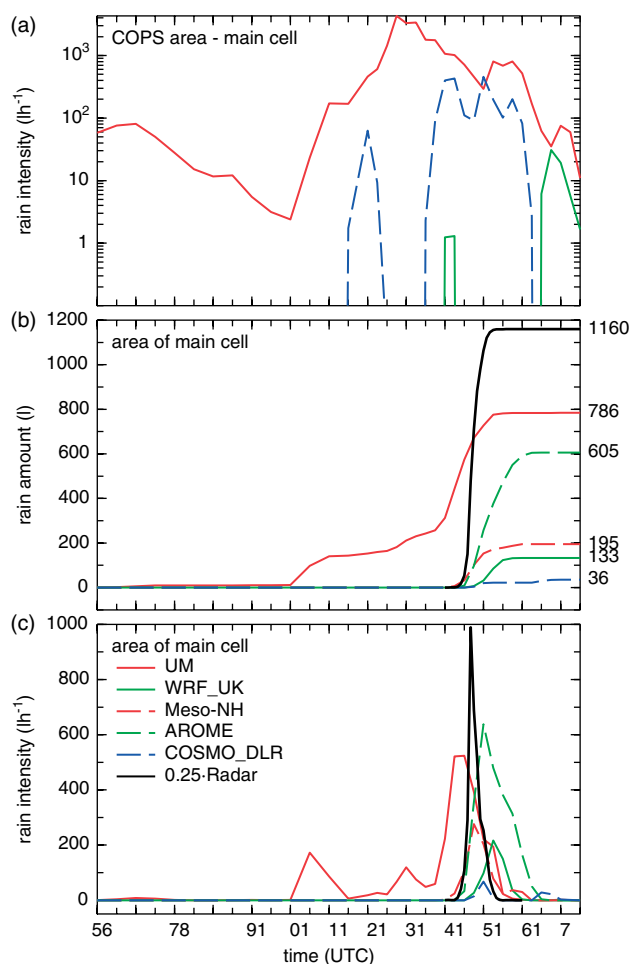 (a)
COPS area - main cell
rain intensity (lh⁻¹)
10³
10²
10
1
(b)
area of main cell
rain amount (l)
1200
1000
800
600
400
200
0
1160
786
605
195
133
36
(c)
area of main cell
UM
WRF_UK
Meso-NH
AROME
COSMO_DLR
0.25·Radar
rain intensity (lh⁻¹)
1000
800
600
400
200
0
56 78 91 01 11 21 31 41 51 61 7
time (UTC)